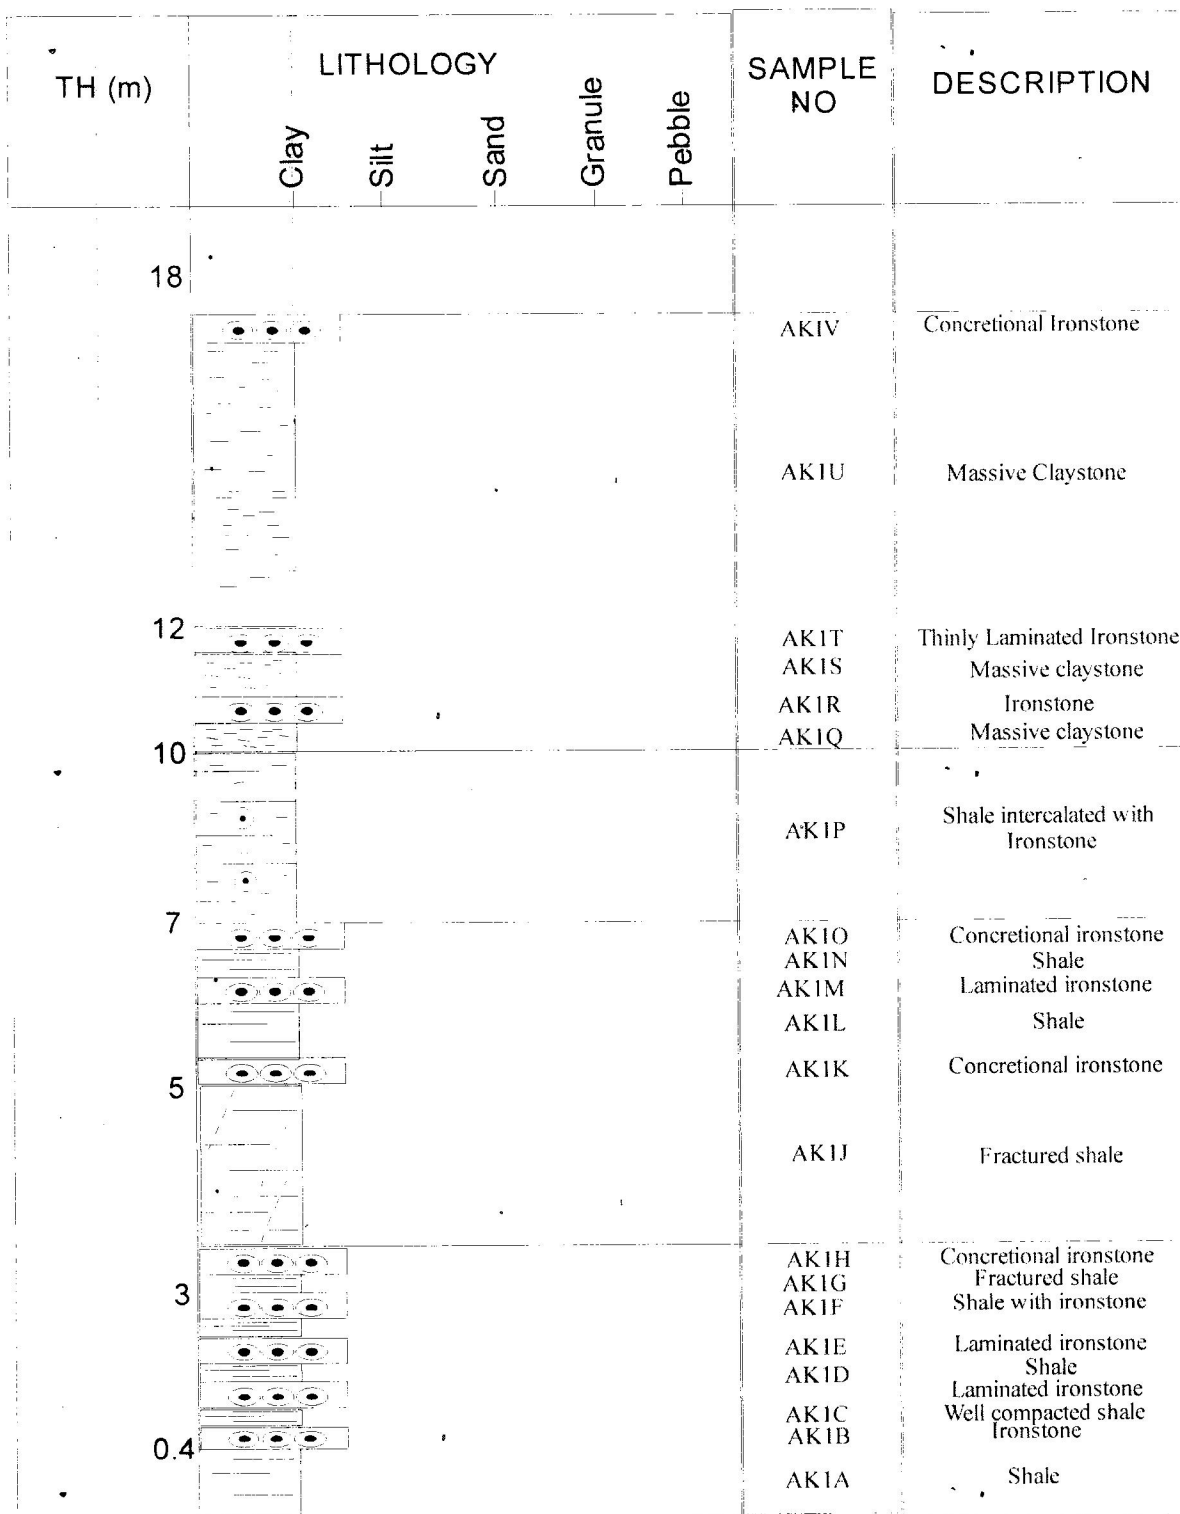 TH (m)
LITHOLOGY
SAMPLE
NO
DESCRIPTION
Clay
Silt
Sand
Granule
Pebble
18
AKIV Concretional Ironstone
AK1U Massive Claystone
12
AK1T Thinly Laminated Ironstone
AK1S Massive claystone
AK1R Ironstone
AK1Q Massive claystone
10
AK1P Shale intercalated with
Ironstone
7
AK1O Concretional ironstone
AK1N Shale
AK1M Laminated ironstone
AK1L Shale
AK1K Concretional ironstone
5
AK1J Fractured shale
AK1H Concretional ironstone
AK1G Fractured shale
3
AK1F Shale with ironstone
AK1E Laminated ironstone
AK1D Shale
Laminated ironstone
AK1C Well compacted shale
AK1B Ironstone
0.4
AK1A Shale